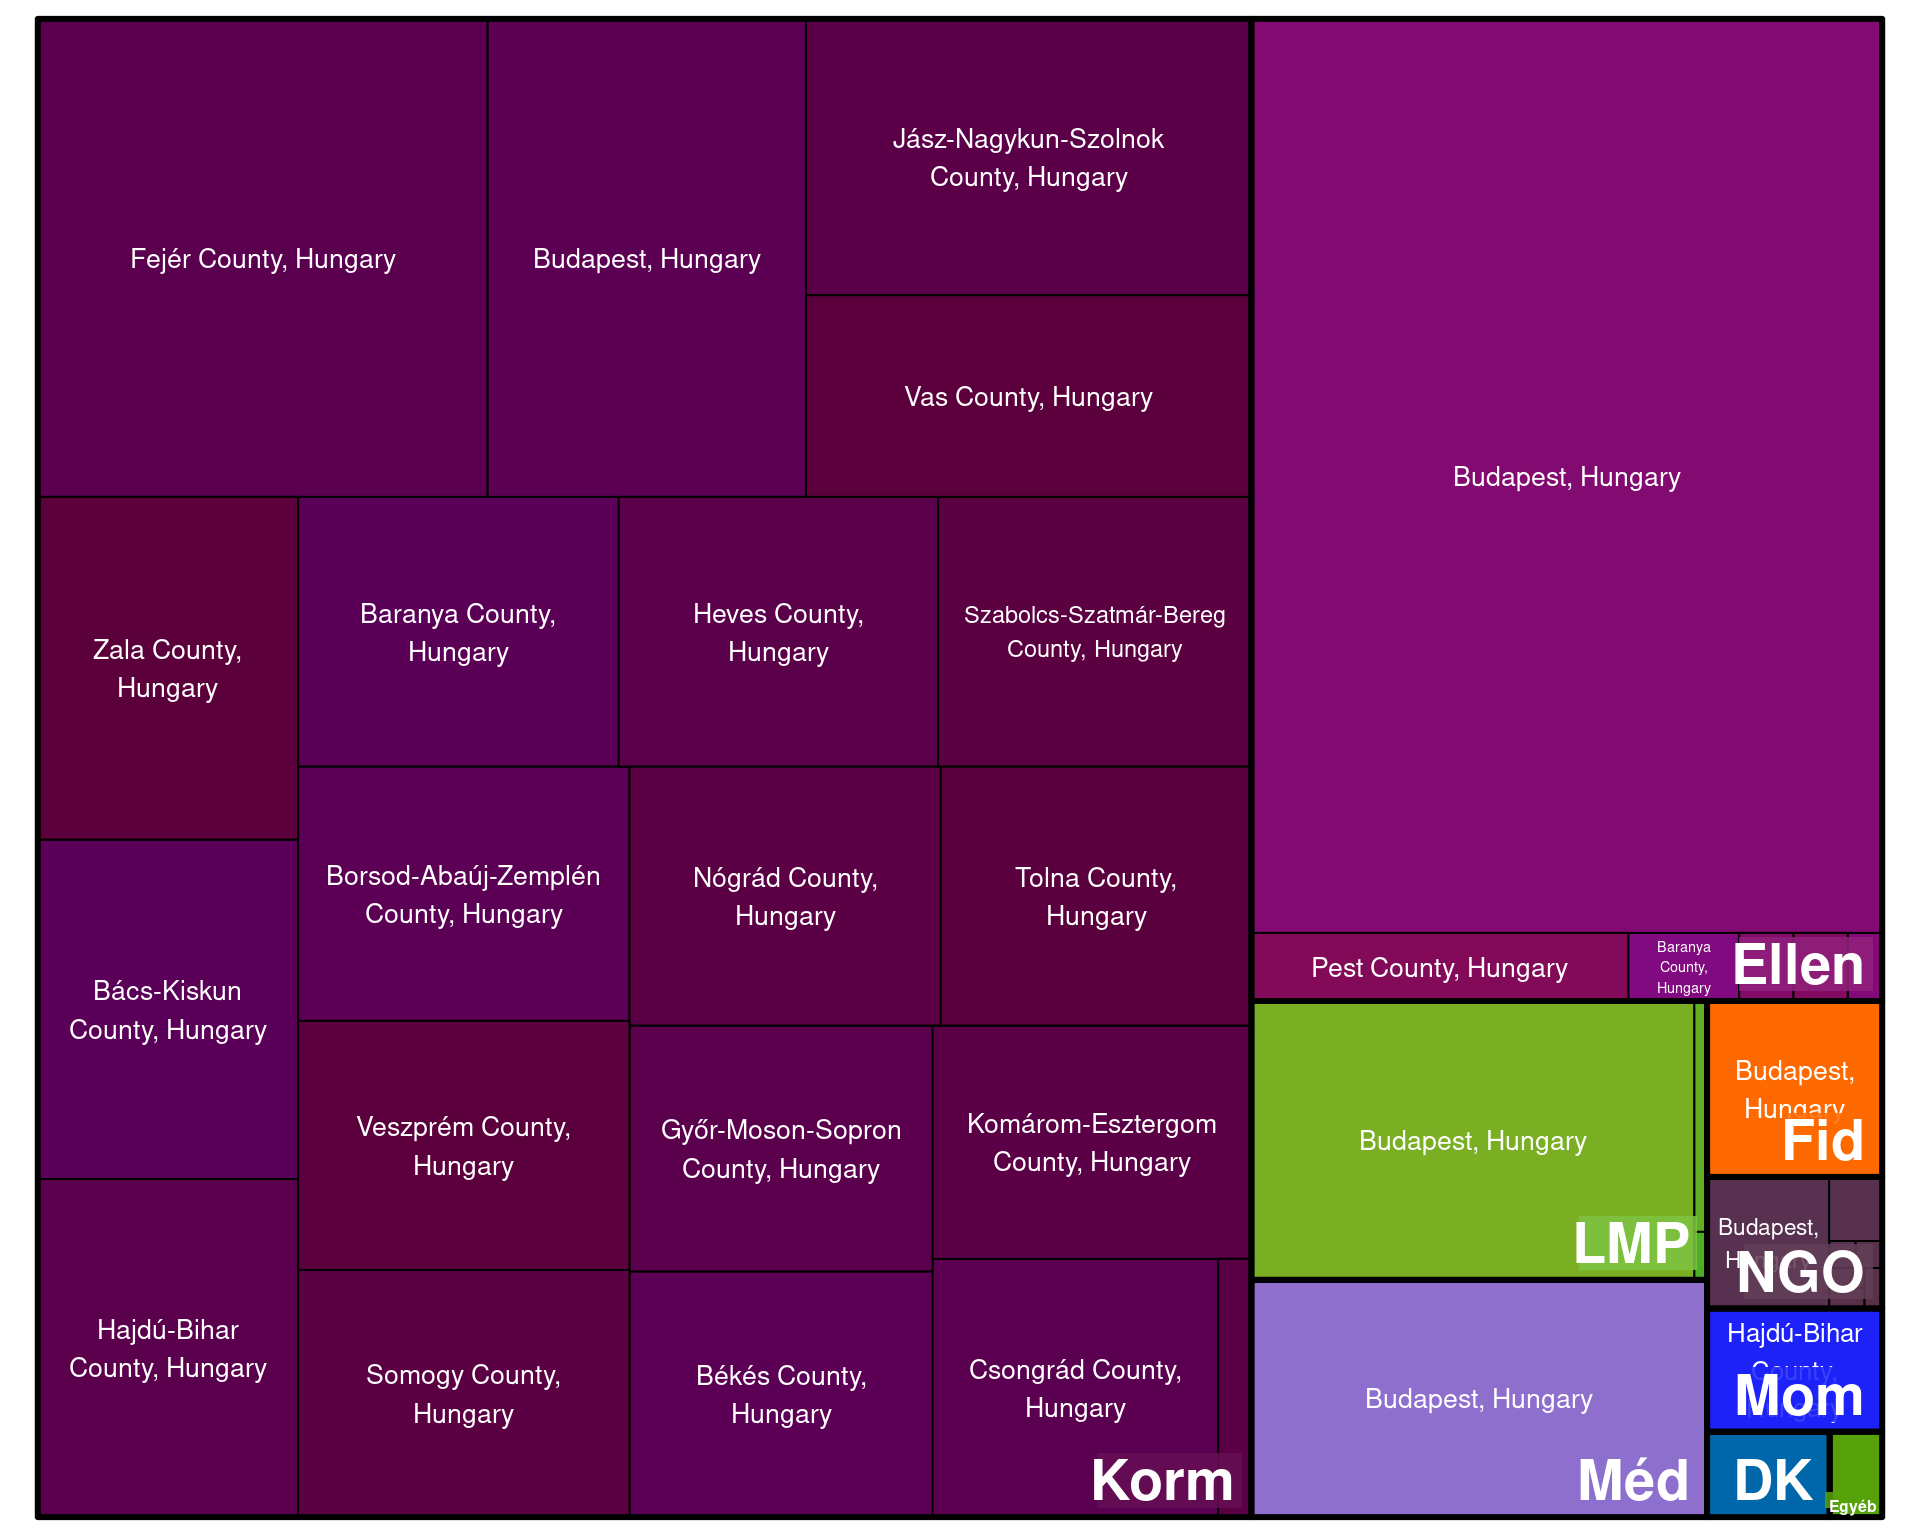 Fejér County, Hungary
Budapest, Hungary
Jász-Nagykun-Szolnok
County, Hungary
Vas County, Hungary
Zala County,
Hungary
Baranya County,
Hungary
Heves County,
Hungary
Szabolcs-Szatmár-Bereg
County, Hungary
Bács-Kiskun
County, Hungary
Borsod-Abaúj-Zemplén
County, Hungary
Nógrád County,
Hungary
Tolna County,
Hungary
Veszprém County,
Hungary
Győr-Moson-Sopron
County, Hungary
Komárom-Esztergom
County, Hungary
Hajdú-Bihar
County, Hungary
Somogy County,
Hungary
Békés County,
Hungary
Csongrád County,
Hungary
Korm
Budapest, Hungary
Pest County, Hungary
Baranya
County,
Hungary
Ellen
Budapest, Hungary
LMP
Budapest, Hungary
Méd
Budapest,
Hungary
Fid
Budapest,
Hungary
NGO
Hajdú-Bihar
County,
Hungary
Mom
DK
Egyéb